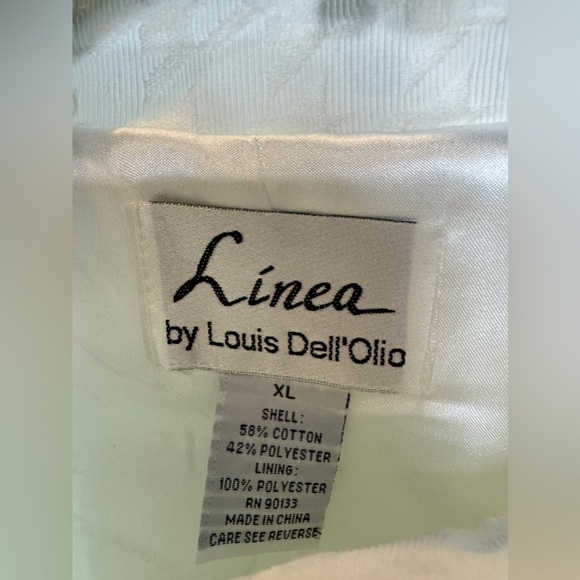 Línea
by Louis Dell'Olio
XL
SHELL:
58% COTTON
42% POLYESTER
LINING:
100% POLYESTER
RN 90133
MADE IN CHINA
CARE SEE REVERSE